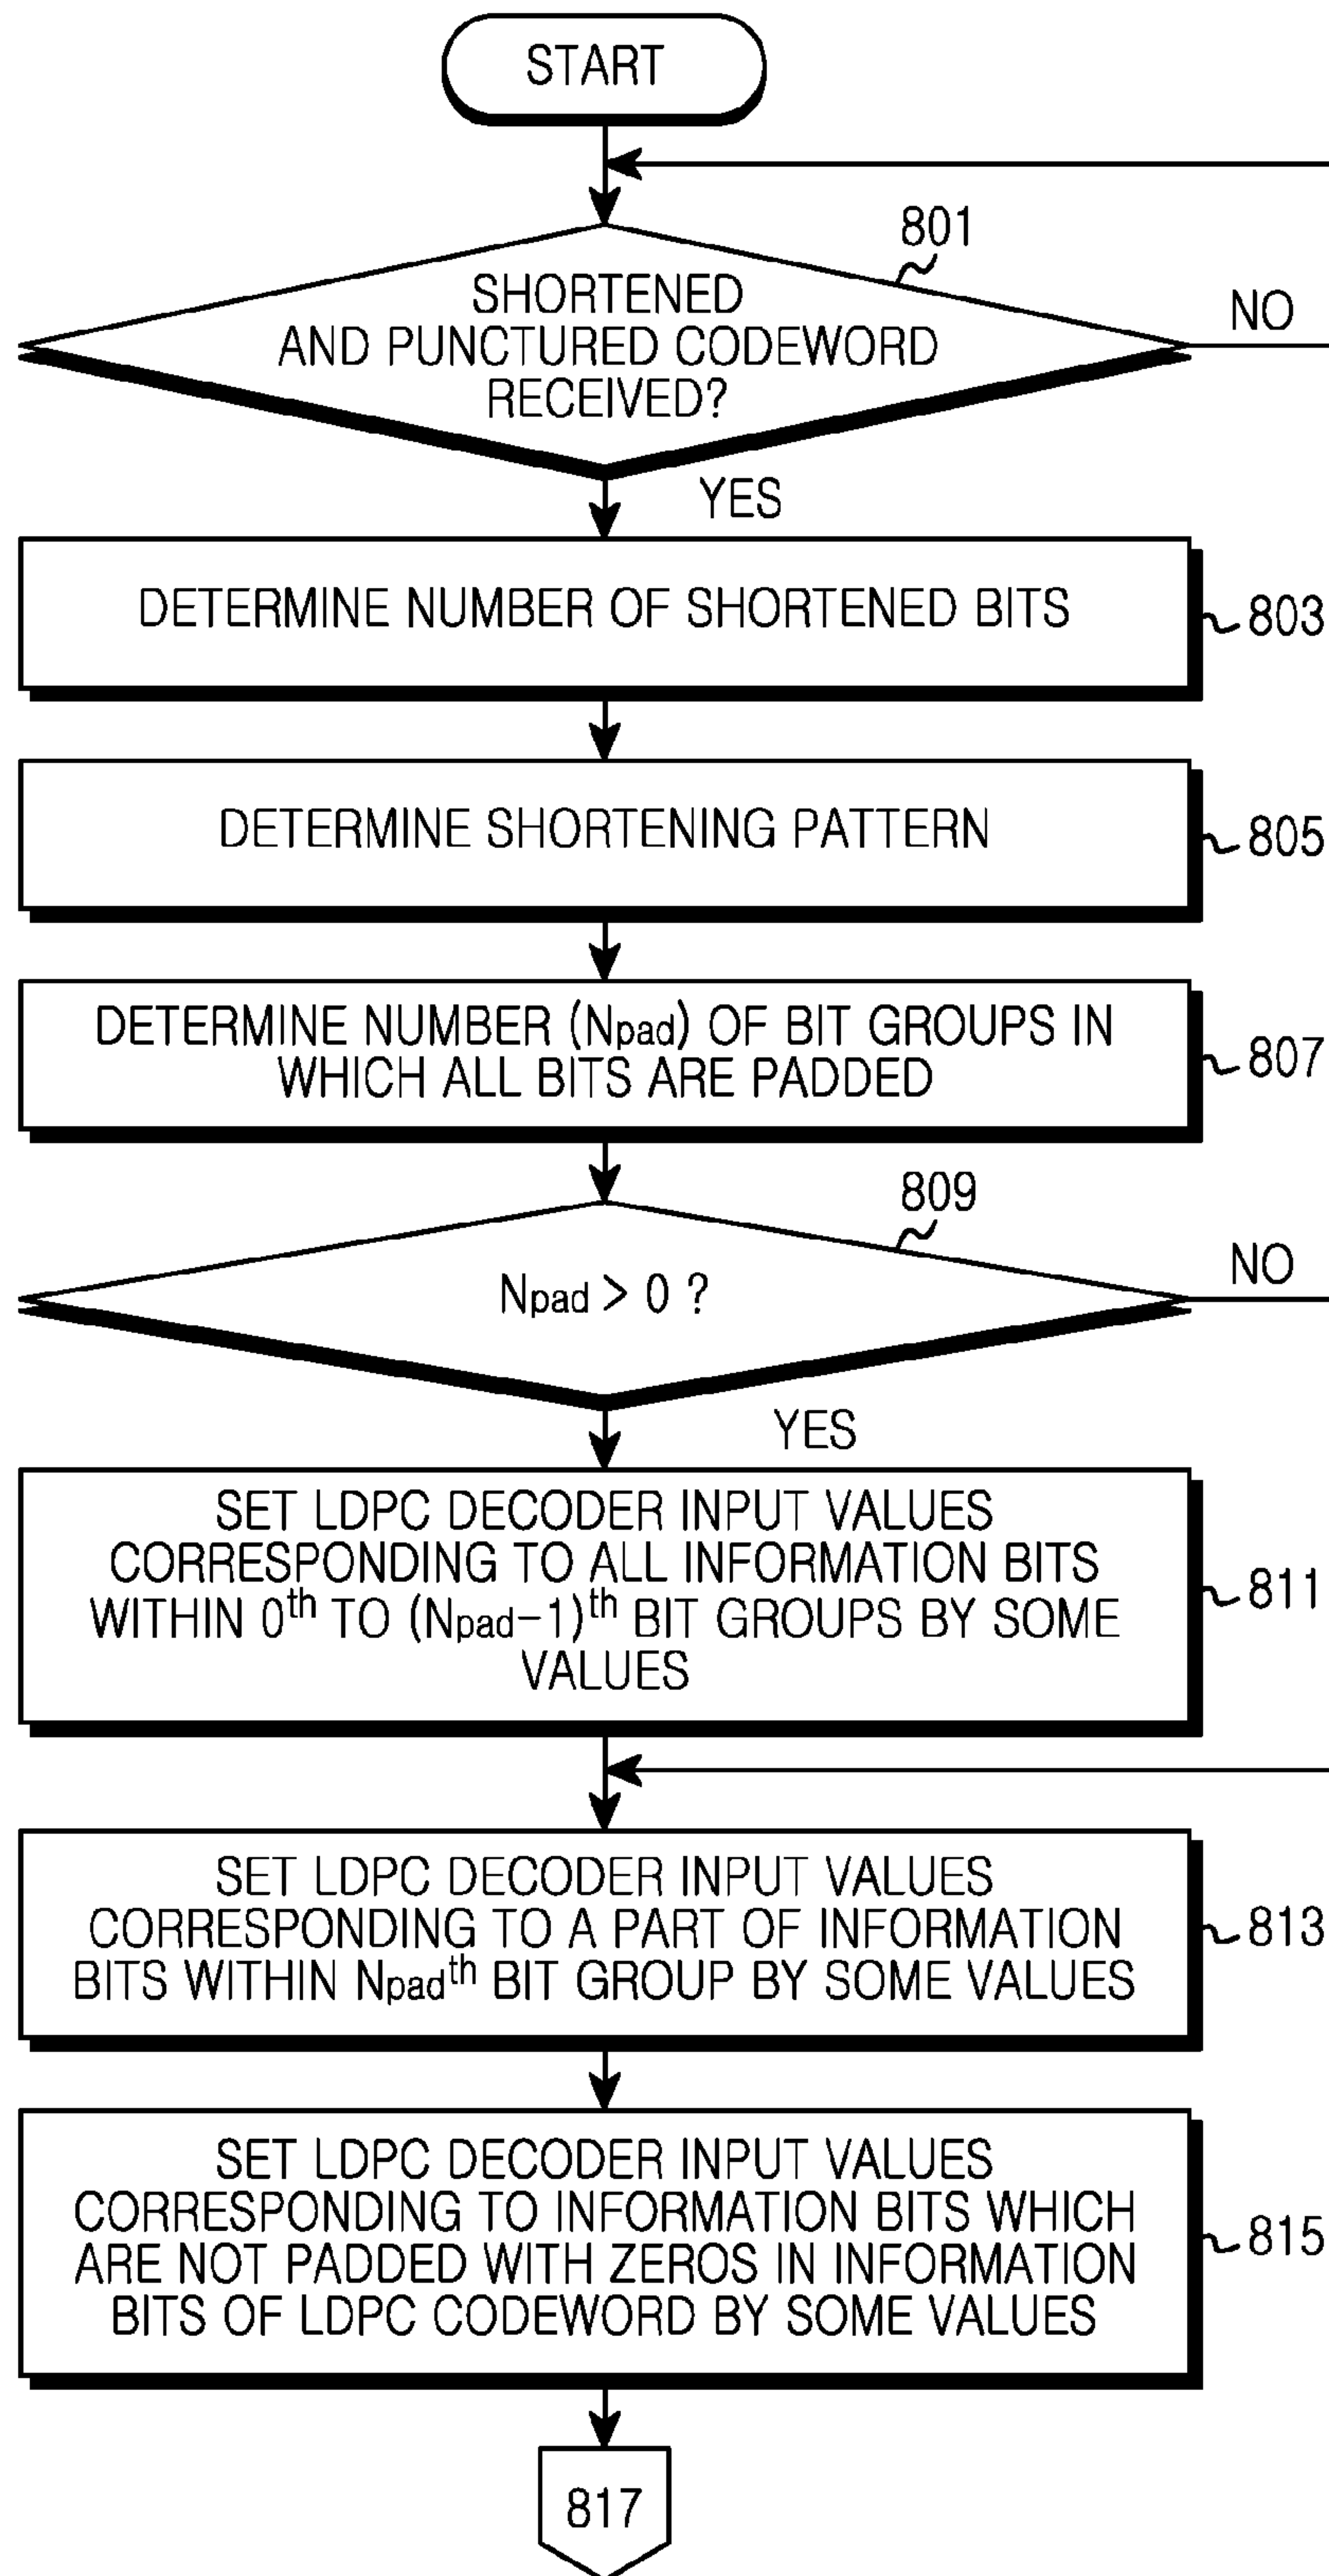 START
801
SHORTENED
AND PUNCTURED CODEWORD
RECEIVED?
NO
YES
DETERMINE NUMBER OF SHORTENED BITS
803
DETERMINE SHORTENING PATTERN
805
DETERMINE NUMBER (Npad) OF BIT GROUPS IN
WHICH ALL BITS ARE PADDED
807
809
Npad > 0 ?
NO
YES
SET LDPC DECODER INPUT VALUES
CORRESPONDING TO ALL INFORMATION BITS
WITHIN 0th TO (Npad-1)th BIT GROUPS BY SOME
VALUES
811
SET LDPC DECODER INPUT VALUES
CORRESPONDING TO A PART OF INFORMATION
BITS WITHIN Npadth BIT GROUP BY SOME VALUES
813
SET LDPC DECODER INPUT VALUES
CORRESPONDING TO INFORMATION BITS WHICH
ARE NOT PADDED WITH ZEROS IN INFORMATION
BITS OF LDPC CODEWORD BY SOME VALUES
815
817